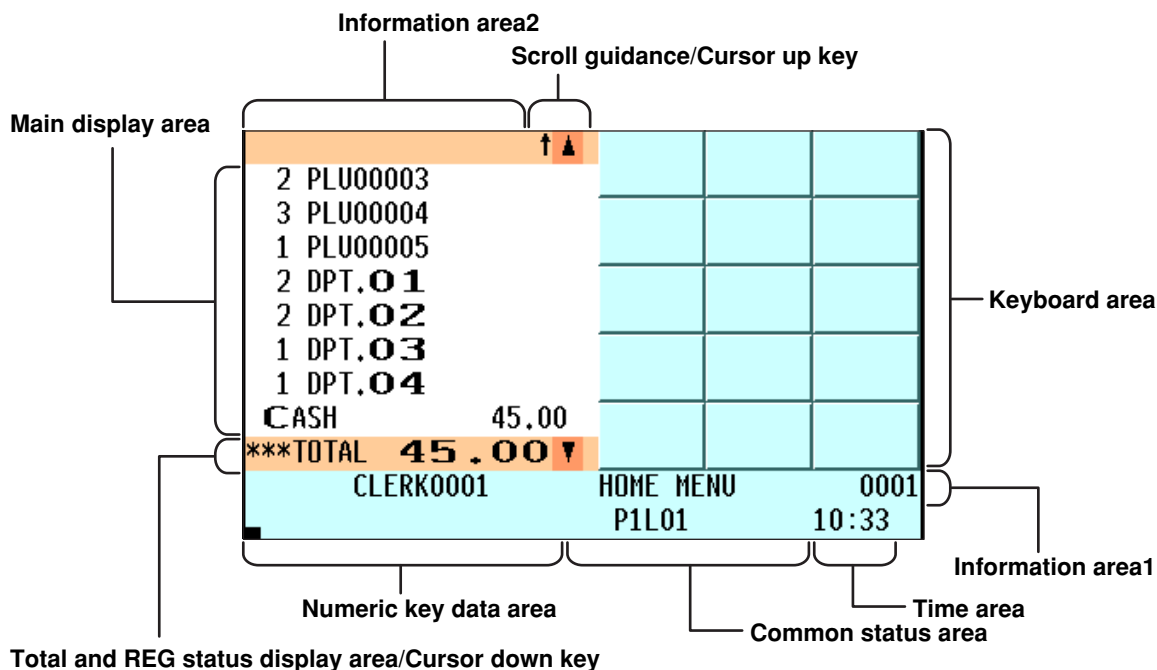 Information area2
Scroll guidance/Cursor up key
Main display area
2 PLU00003
3 PLU00004
1 PLU00005
2 DPT.01
2 DPT.02
1 DPT.03
1 DPT.04
CASH 45.00
***TOTAL 45.00
Keyboard area
CLERK0001 HOME MENU 0001
P1L01 10:33
Information area1
Numeric key data area
Time area
Common status area
Total and REG status display area/Cursor down key